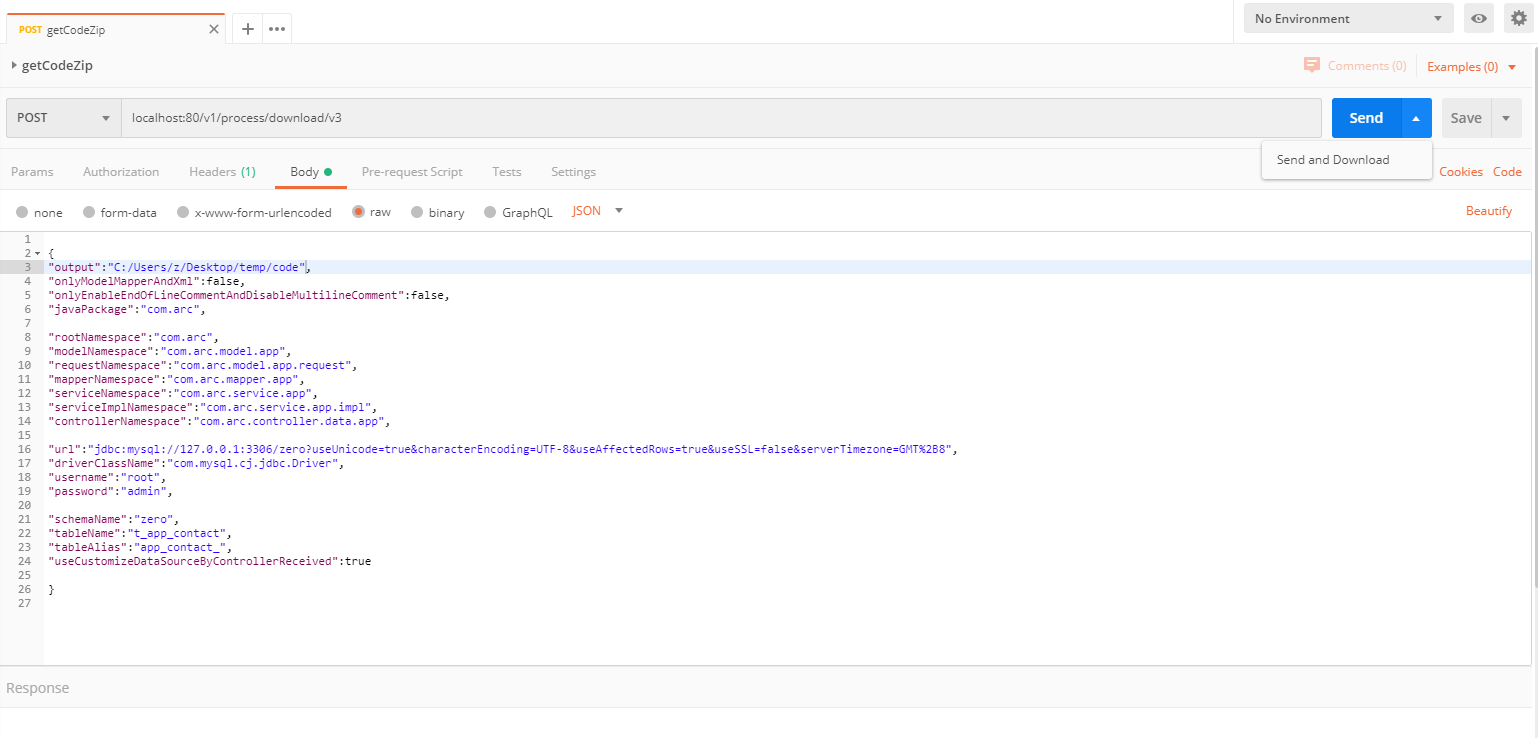 POST getCodeZip
No Environment
getCodeZip
Comments (0) Examples (0)
POST localhost:80/v1/process/download/v3 Send Save
Send and Download
Params Authorization Headers (1) Body Pre-request Script Tests Settings Cookies Code
none form-data x-www-form-urlencoded raw binary GraphQL JSON Beautify
1
2 {
3 "output":"C:/Users/z/Desktop/temp/code",
4 "onlyModelMapperAndXml":false,
5 "onlyEnableEndOfLineCommentAndDisableMultilineComment":false,
6 "javaPackage":"com.arc",
7
8 "rootNamespace":"com.arc",
9 "modelNamespace":"com.arc.model.app",
10 "requestNamespace":"com.arc.model.app.request",
11 "mapperNamespace":"com.arc.mapper.app",
12 "serviceNamespace":"com.arc.service.app",
13 "serviceImplNamespace":"com.arc.service.app.impl",
14 "controllerNamespace":"com.arc.controller.data.app",
15
16 "url":"jdbc:mysql://127.0.0.1:3306/zero?useUnicode=true&characterEncoding=UTF-8&useAffectedRows=true&useSSL=false&serverTimezone=GMT%2B8",
17 "driverClassName":"com.mysql.cj.jdbc.Driver",
18 "username":"root",
19 "password":"admin",
20
21 "schemaName":"zero",
22 "tableName":"t_app_contact",
23 "tableAlias":"app_contact_",
24 "useCustomizeDataSourceByControllerReceived":true
25
26 }
27
Response